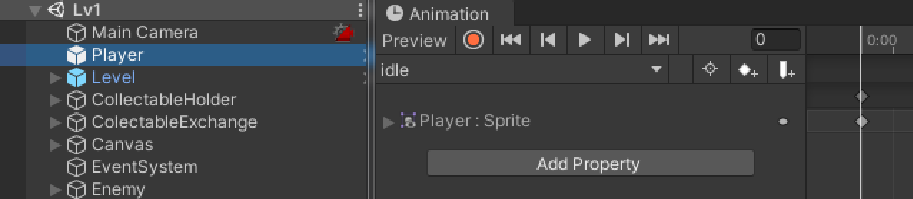 Lv1
Main Camera
Player
Level
CollectableHolder
ColectableExchange
Canvas
EventSystem
Enemy
Animation
Preview
0
0:00
idle
Player : Sprite
Add Property